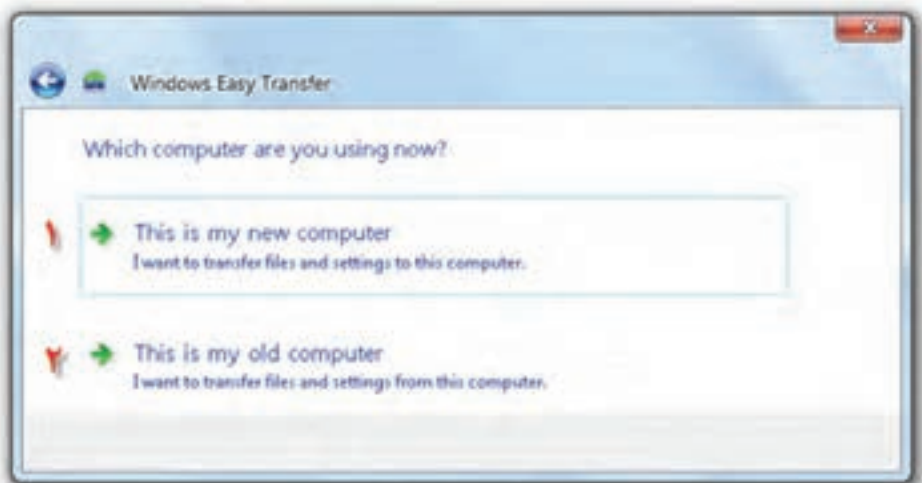 Windows Easy Transfer
Which computer are you using now?
۱ This is my new computer
I want to transfer files and settings to this computer.
۲ This is my old computer
I want to transfer files and settings from this computer.